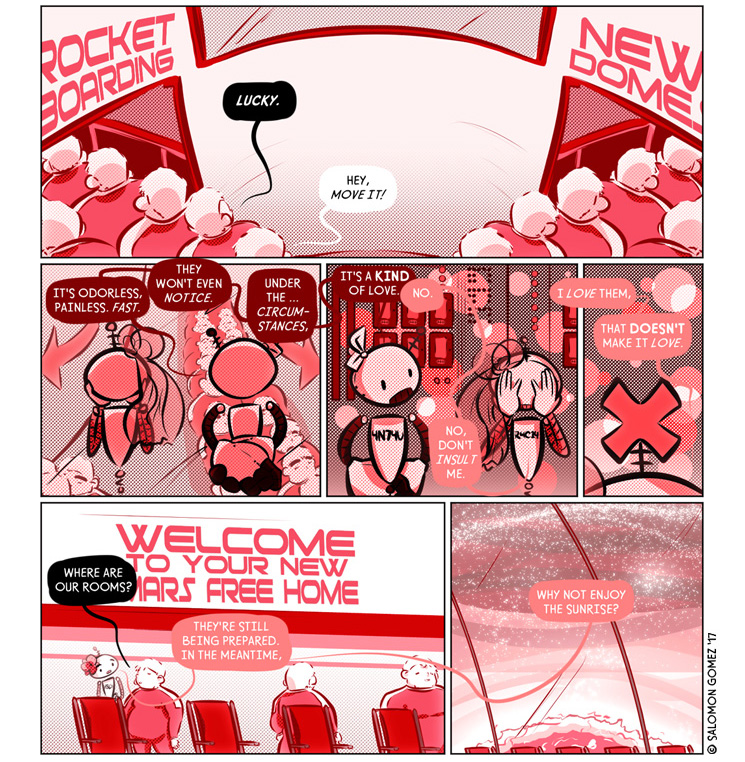 ROCKET
BOARDING
NEW
DOMES
LUCKY.
HEY,
MOVE IT!
IT'S ODORLESS,
PAINLESS. FAST.
THEY
WON'T EVEN
NOTICE.
UNDER
THE ...
CIRCUM-
STANCES,
IT'S A KIND
OF LOVE.
NO.
4N74U
NO,
DON'T
INSULT
ME.
I LOVE THEM,
THAT DOESN'T
MAKE IT LOVE.
WELCOME
TO YOUR NEW
MARS FREE HOME
WHERE ARE
OUR ROOMS?
THEY'RE STILL
BEING PREPARED.
IN THE MEANTIME,
WHY NOT ENJOY
THE SUNRISE?
© SALOMON GOMEZ '17